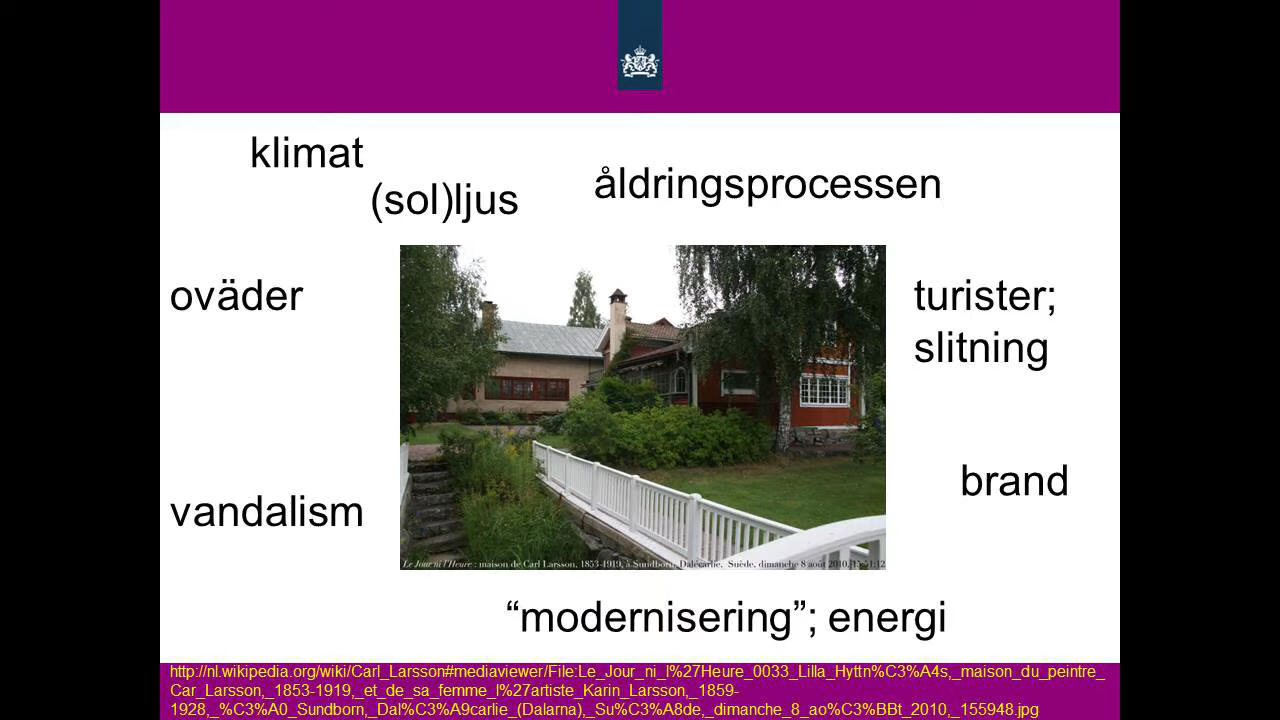 klimat
(sol)ljus
åldringsprocessen
oväder
turister;
slitning
brand
vandalism
Le Jour ni l'Heure : maison de Carl Larsson, 1853-1919, à Sundborn, Dalécarlie, Suède, dimanche 8 août 2010,
“modernisering”; energi
http://nl.wikipedia.org/wiki/Carl_Larsson#mediaviewer/File:Le_Jour_ni_l%27Heure_0033_Lilla_Hyttn%C3%A4s,_maison_du_peintre_
Car_Larsson,_1853-1919,_et_de_sa_femme_l%27artiste_Karin_Larsson,_1859-
1928,_%C3%A0_Sundborn,_Dal%C3%A9carlie_(Dalarna),_Su%C3%A8de,_dimanche_8_ao%C3%BBt_2010,_155948.jpg